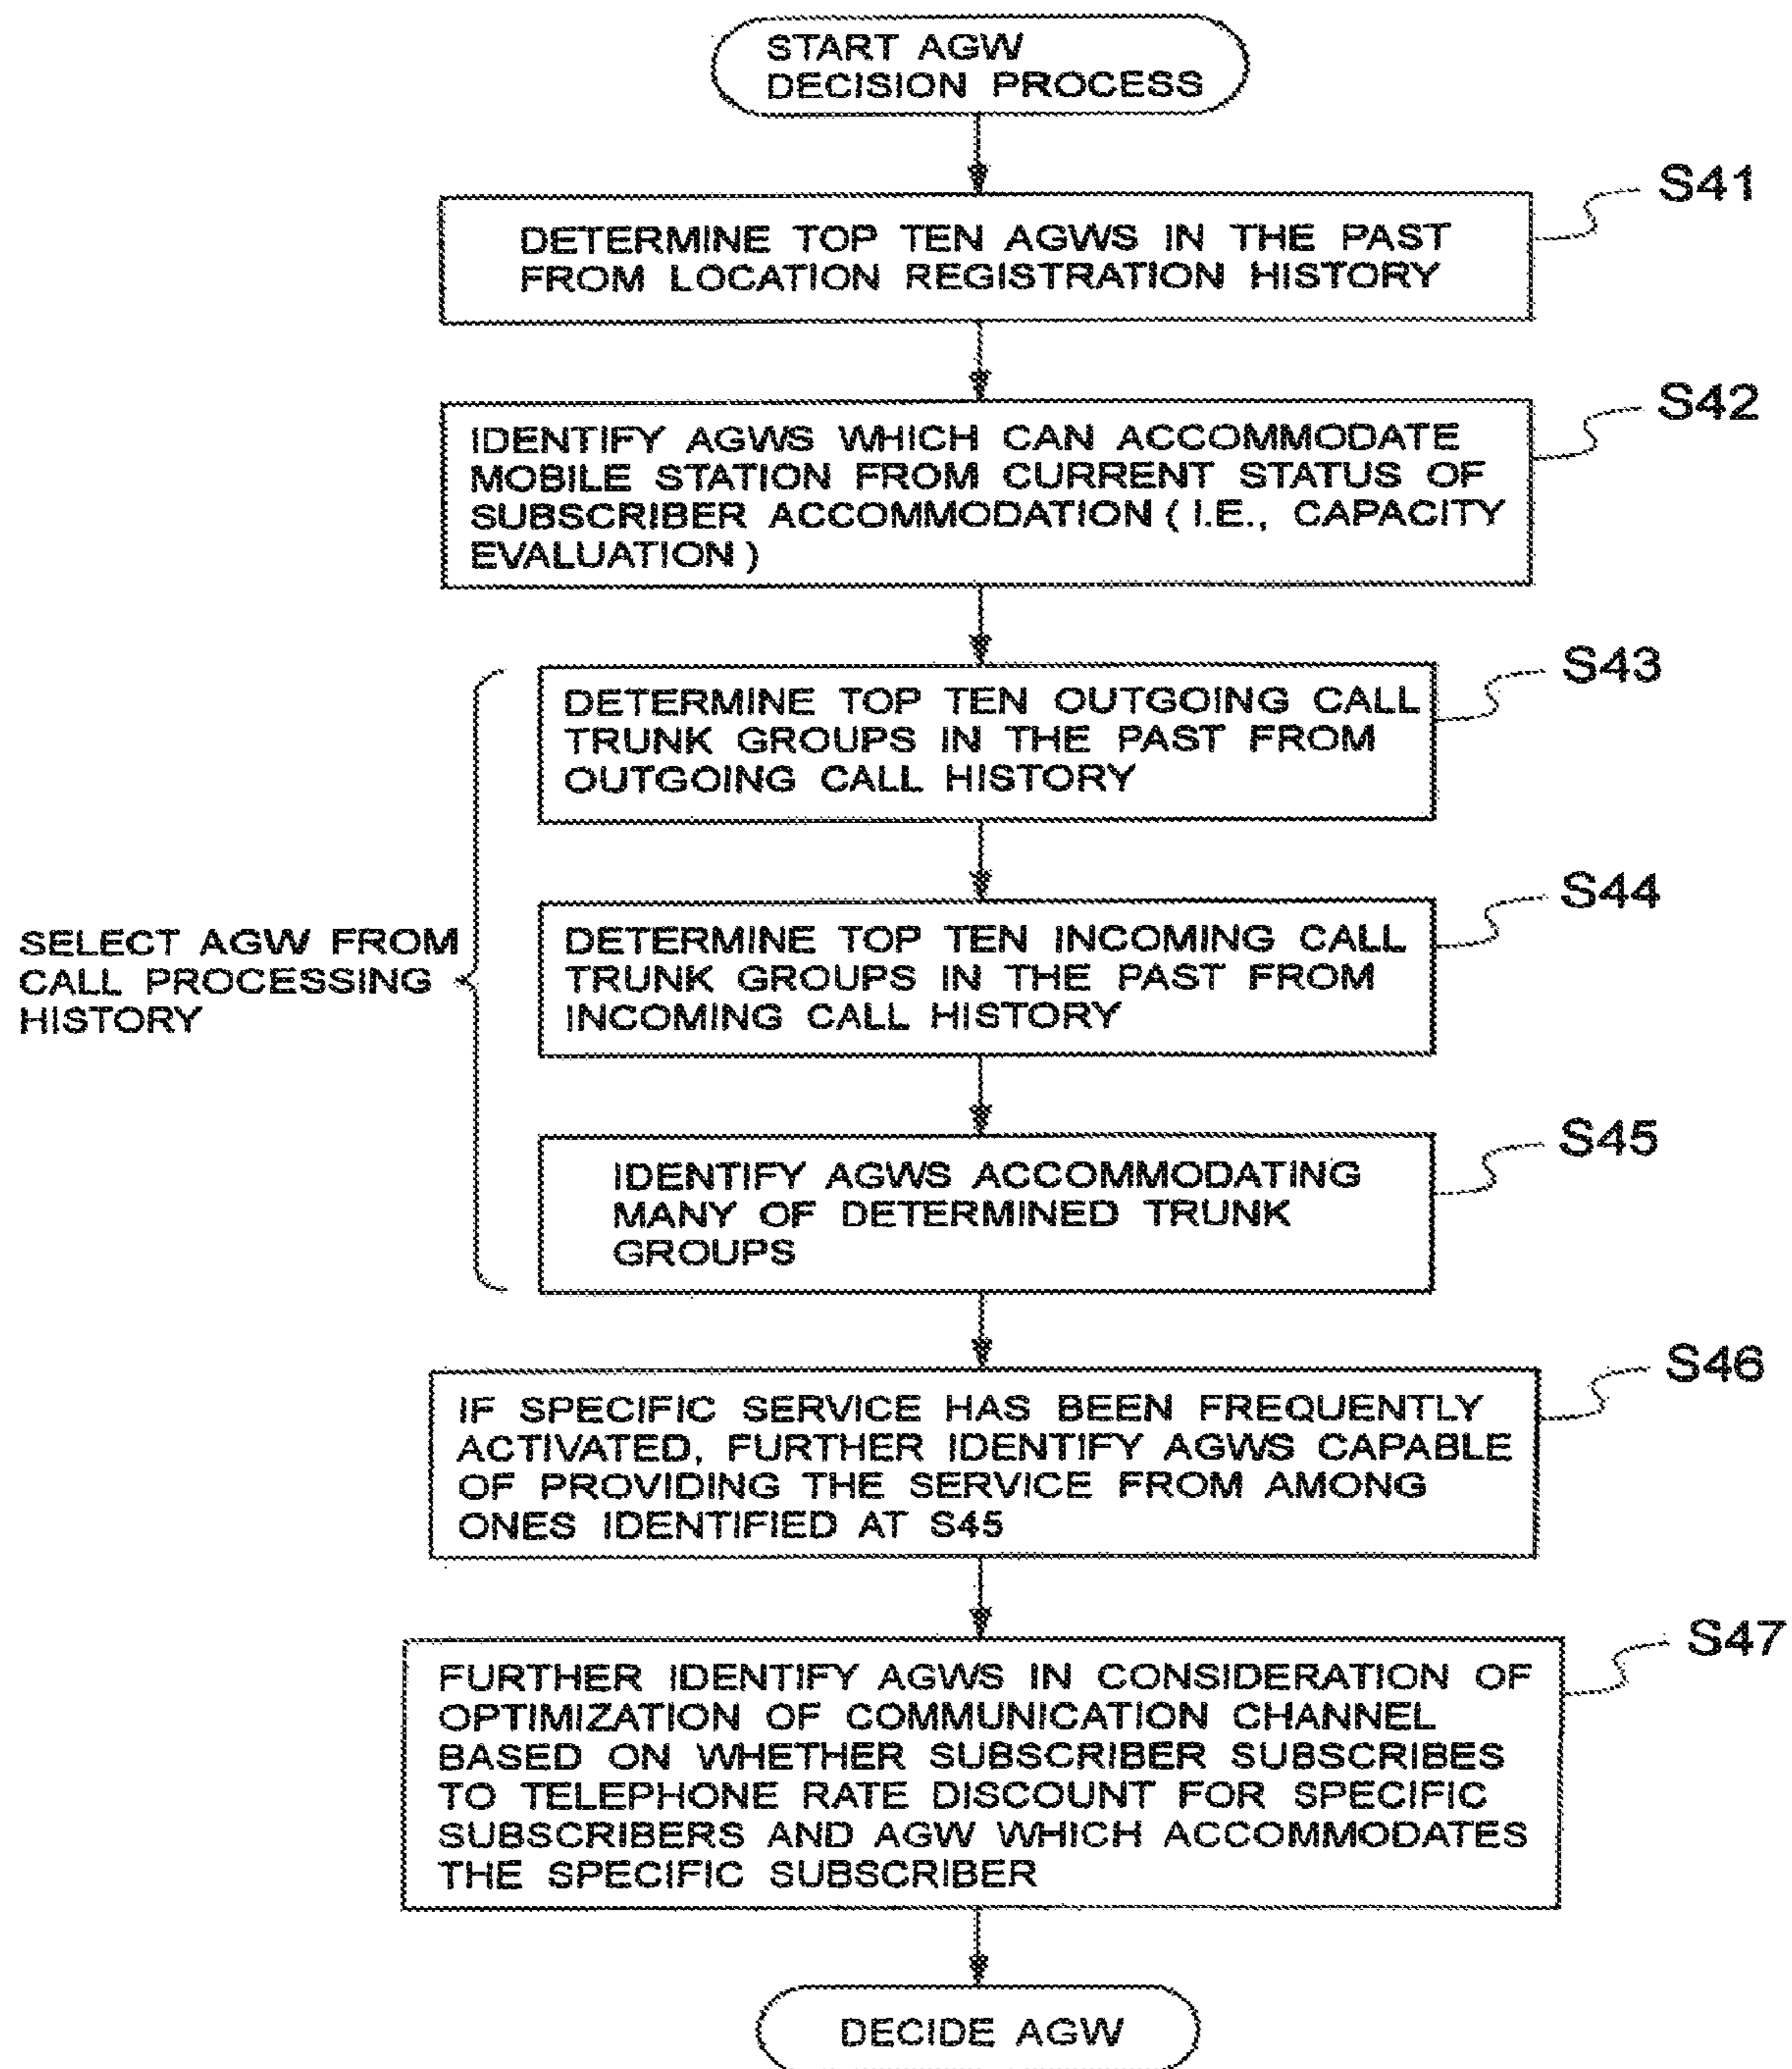 START AGW
DECISION PROCESS
S41
DETERMINE TOP TEN AGWS IN THE PAST
FROM LOCATION REGISTRATION HISTORY
S42
IDENTIFY AGWS WHICH CAN ACCOMMODATE
MOBILE STATION FROM CURRENT STATUS OF
SUBSCRIBER ACCOMMODATION ( I.E., CAPACITY
EVALUATION )
S43
DETERMINE TOP TEN OUTGOING CALL
TRUNK GROUPS IN THE PAST FROM
OUTGOING CALL HISTORY
S44
DETERMINE TOP TEN INCOMING CALL
TRUNK GROUPS IN THE PAST FROM
INCOMING CALL HISTORY
SELECT AGW FROM
CALL PROCESSING
HISTORY
S45
IDENTIFY AGWS ACCOMMODATING
MANY OF DETERMINED TRUNK
GROUPS
S46
IF SPECIFIC SERVICE HAS BEEN FREQUENTLY
ACTIVATED, FURTHER IDENTIFY AGWS CAPABLE
OF PROVIDING THE SERVICE FROM AMONG
ONES IDENTIFIED AT S45
S47
FURTHER IDENTIFY AGWS IN CONSIDERATION OF
OPTIMIZATION OF COMMUNICATION CHANNEL
BASED ON WHETHER SUBSCRIBER SUBSCRIBES
TO TELEPHONE RATE DISCOUNT FOR SPECIFIC
SUBSCRIBERS AND AGW WHICH ACCOMMODATES
THE SPECIFIC SUBSCRIBER
DECIDE AGW